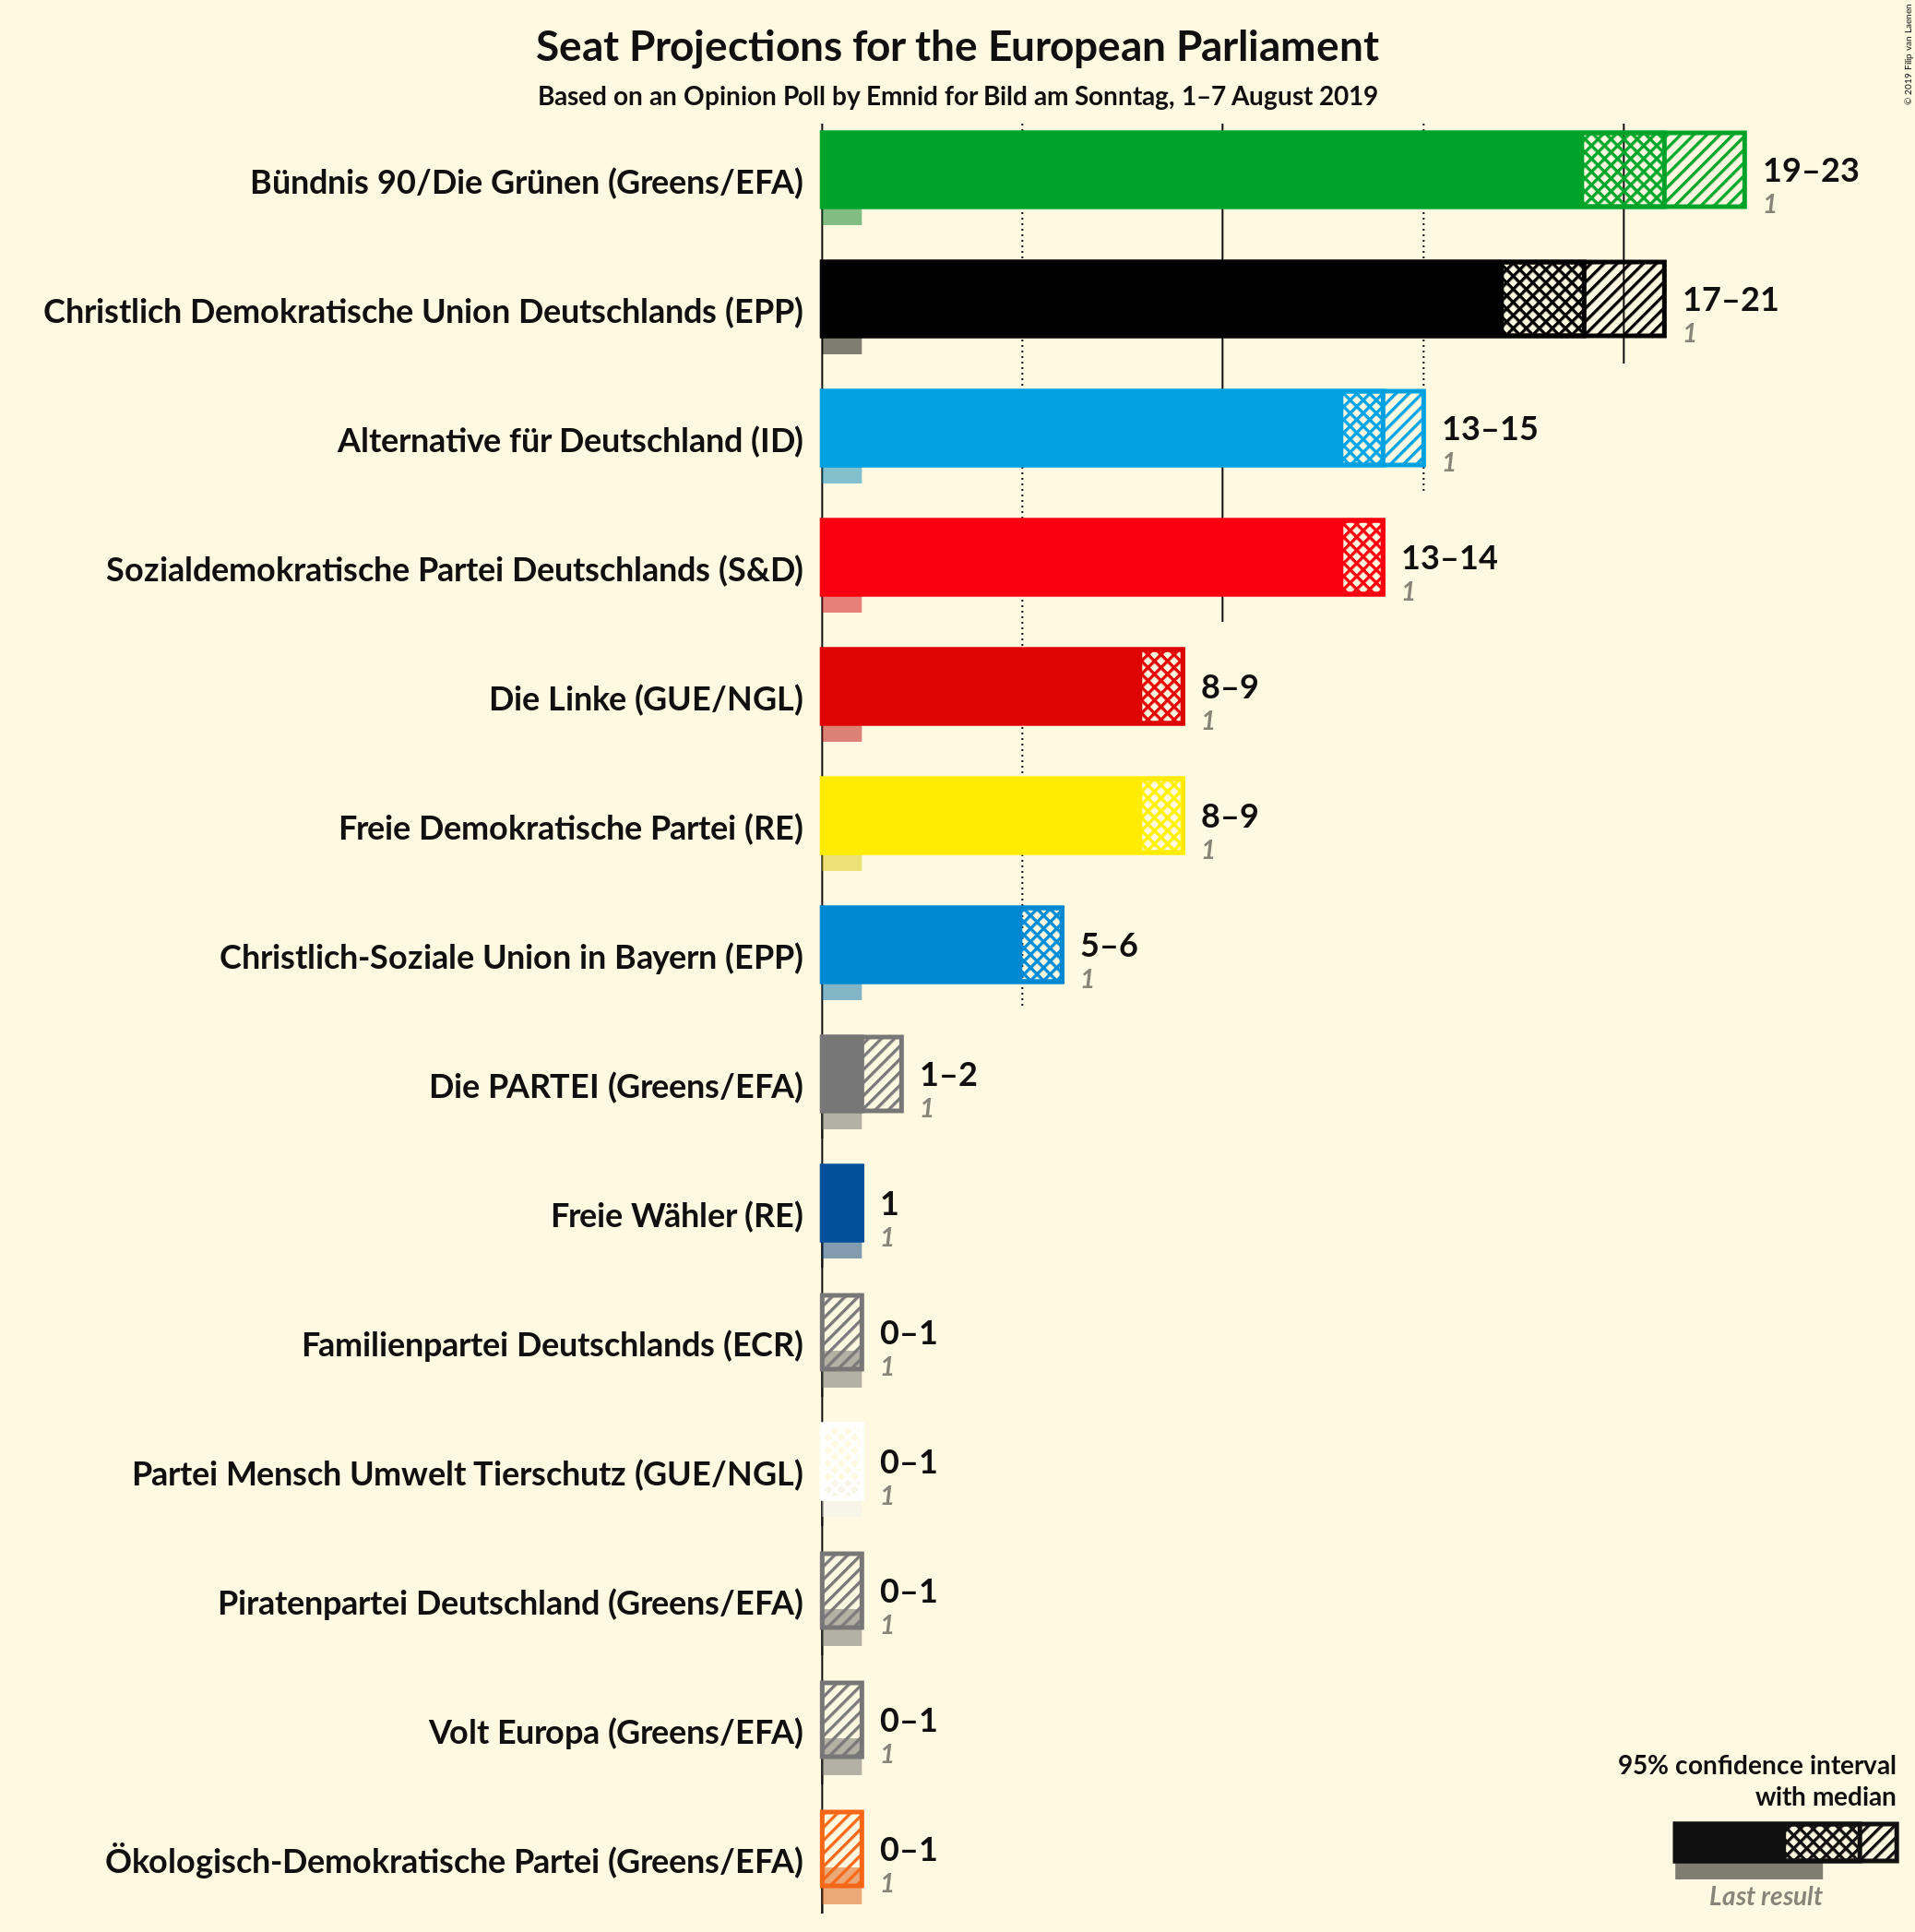 Seat Projections for the European Parliament
Based on an Opinion Poll by Emnid for Bild am Sonntag, 1–7 August 2019
© 2019 Filip van Laenen
Bündnis 90/Die Grünen (Greens/EFA)
19–23
1
Christlich Demokratische Union Deutschlands (EPP)
17–21
1
Alternative für Deutschland (ID)
13–15
1
Sozialdemokratische Partei Deutschlands (S&D)
13–14
1
Die Linke (GUE/NGL)
8–9
1
Freie Demokratische Partei (RE)
8–9
1
Christlich-Soziale Union in Bayern (EPP)
5–6
1
Die PARTEI (Greens/EFA)
1–2
1
Freie Wähler (RE)
1
1
Familienpartei Deutschlands (ECR)
0–1
1
Partei Mensch Umwelt Tierschutz (GUE/NGL)
0–1
1
Piratenpartei Deutschland (Greens/EFA)
0–1
1
Volt Europa (Greens/EFA)
0–1
1
Ökologisch-Demokratische Partei (Greens/EFA)
0–1
1
95% confidence interval
with median
Last result